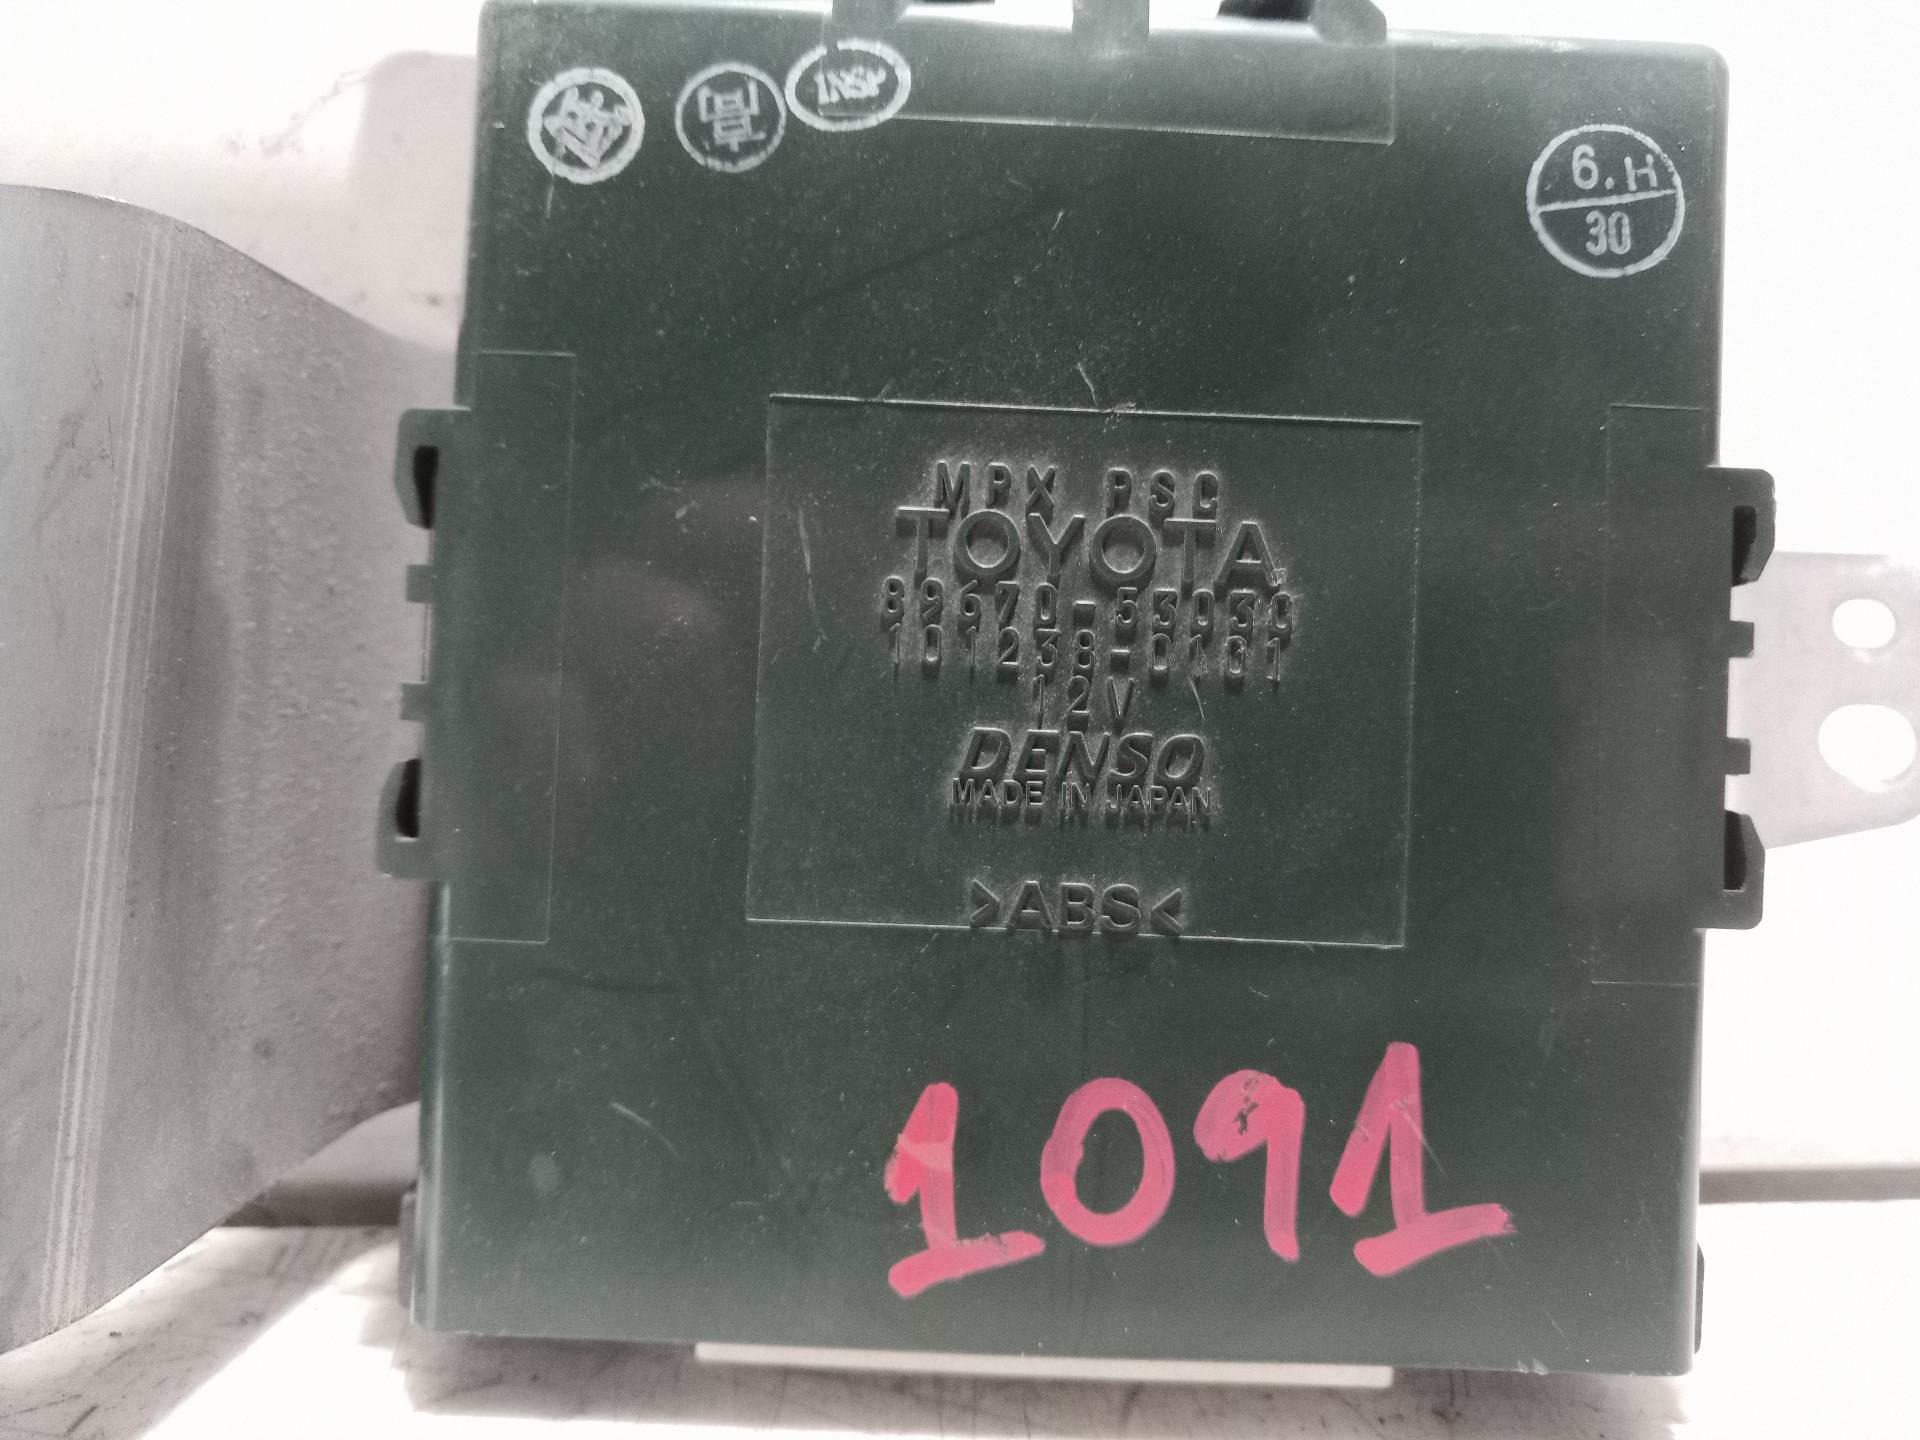 INSP
6.H
30
MPX PSC
TOYOTA
89670-53030
101238-0101
12V
DENSO
MADE IN JAPAN
>ABS<
1091